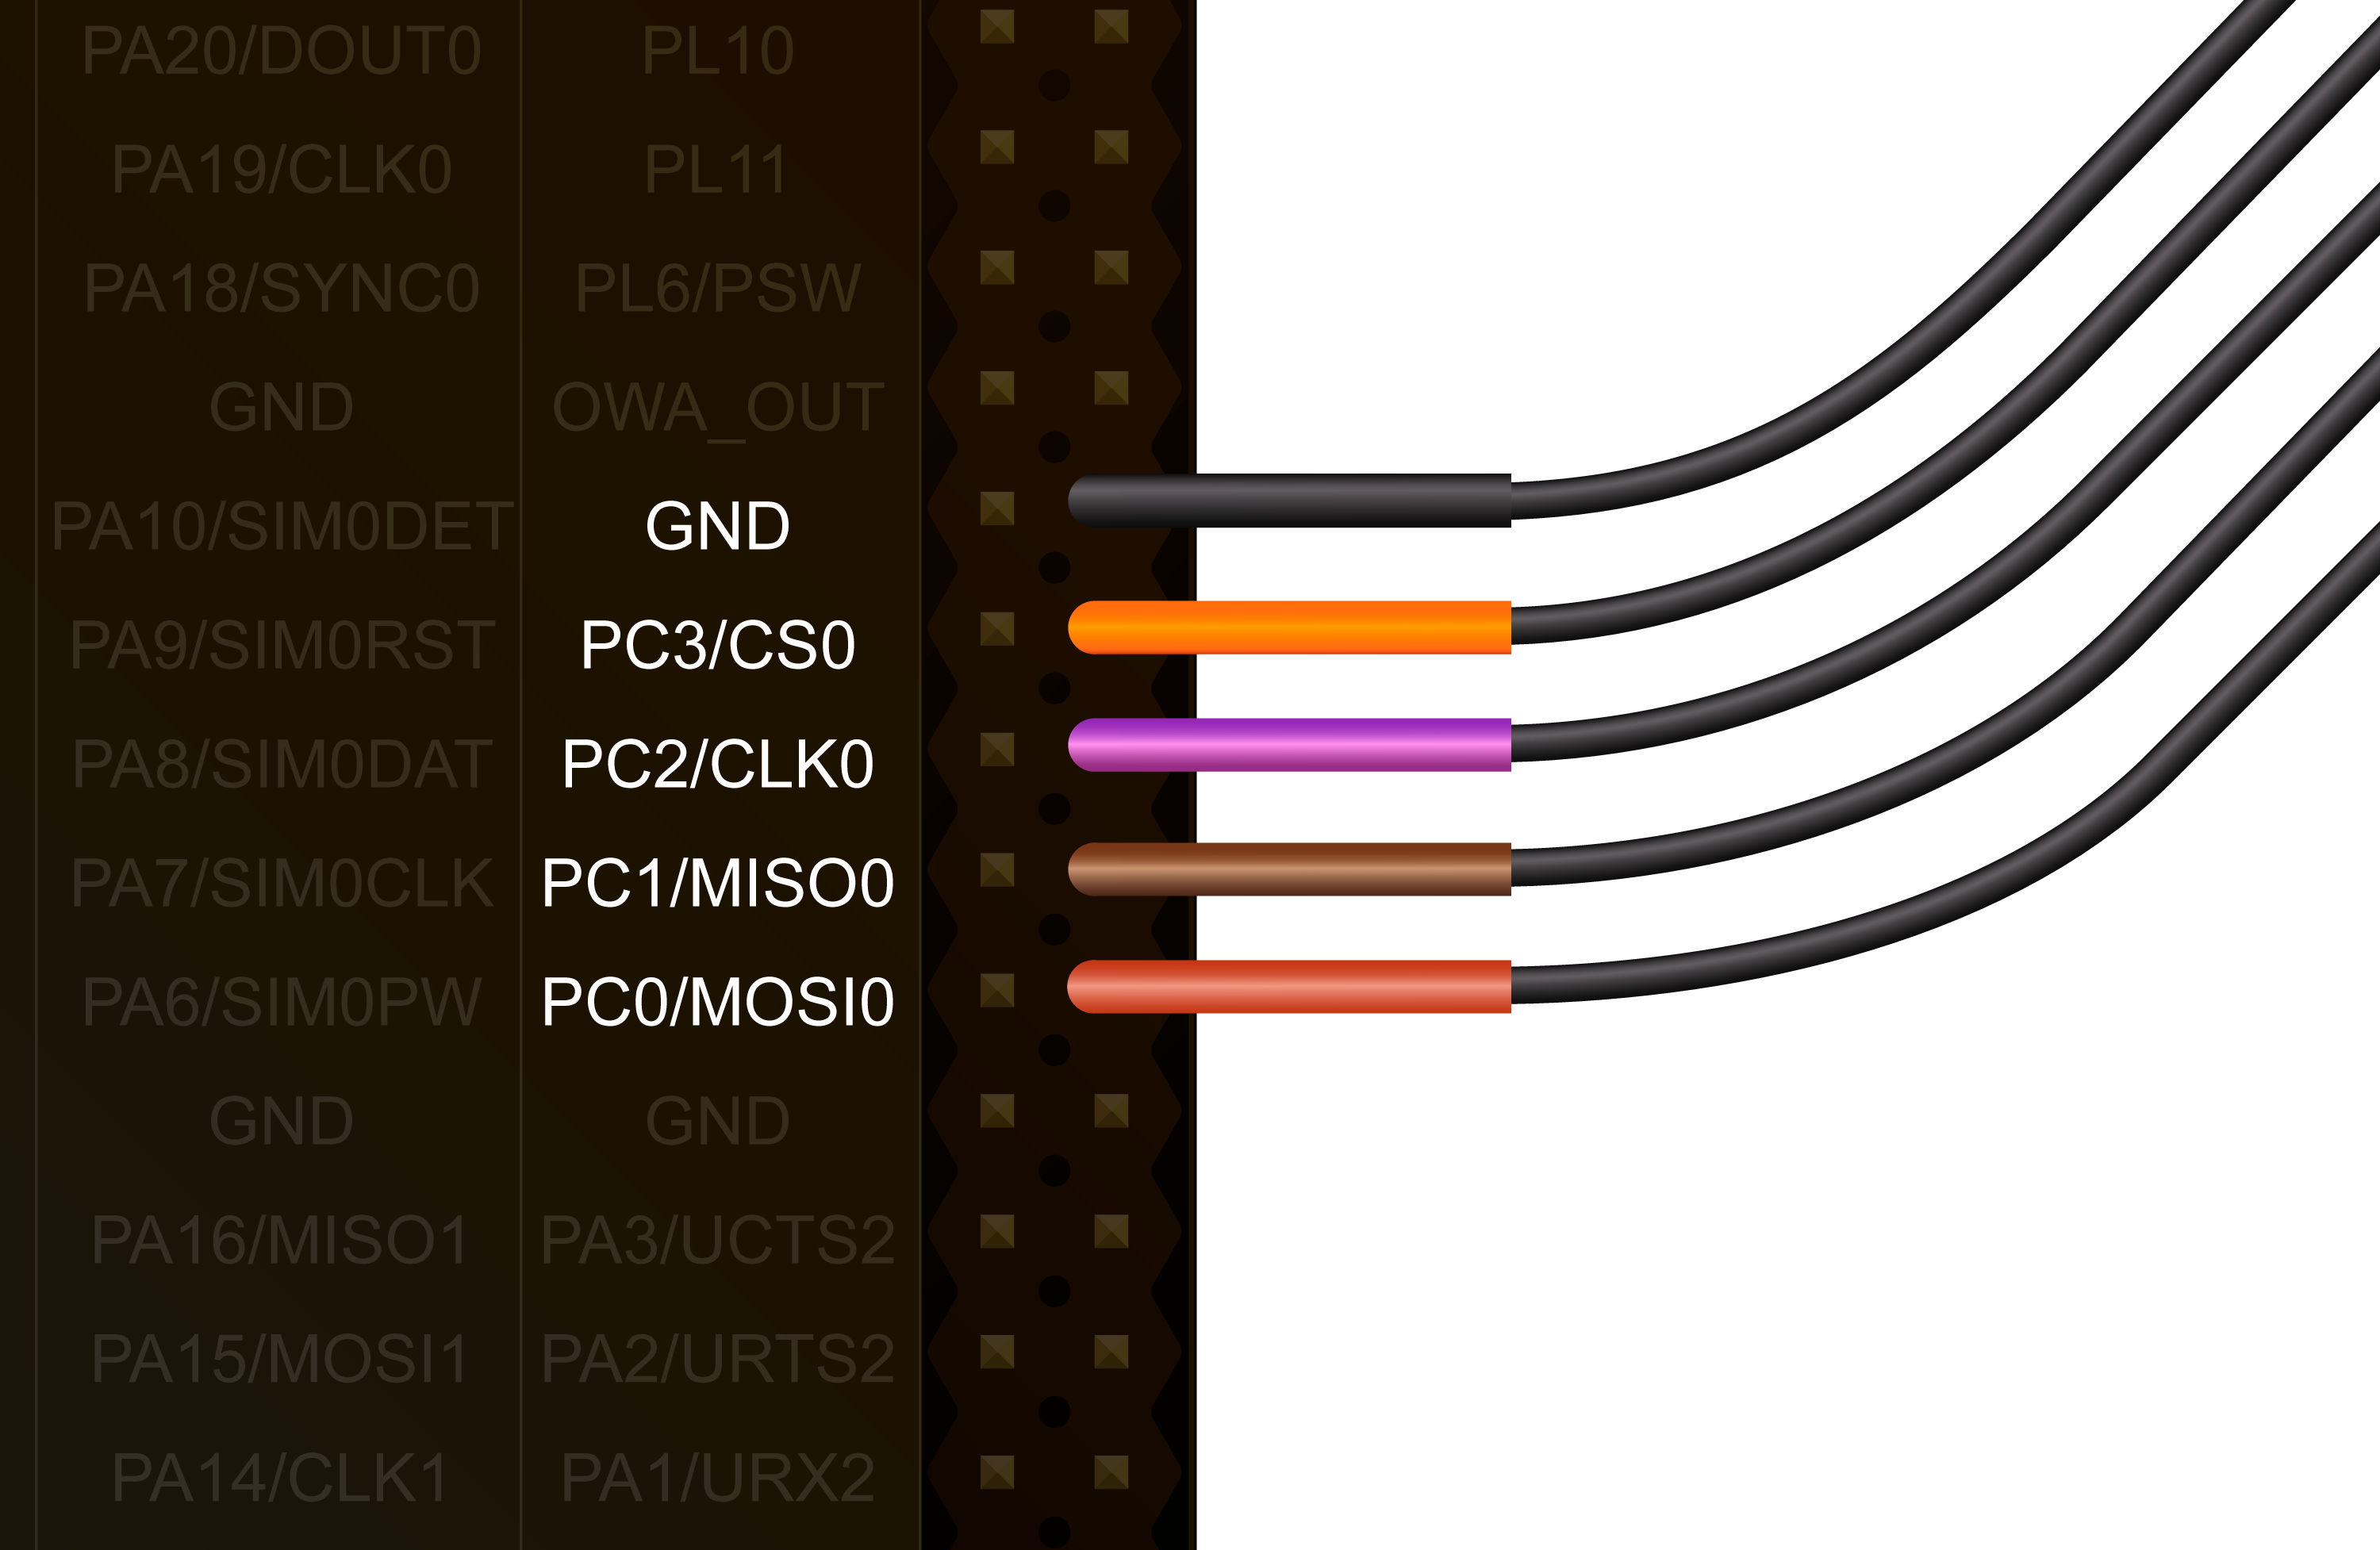 PA20/DOUT0 PL10
PA19/CLK0 PL11
PA18/SYNC0 PL6/PSW
GND OWA_OUT
PA10/SIM0DET GND
PA9/SIM0RST PC3/CS0
PA8/SIM0DAT PC2/CLK0
PA7/SIM0CLK PC1/MISO0
PA6/SIM0PW PC0/MOSI0
GND GND
PA16/MISO1 PA3/UCTS2
PA15/MOSI1 PA2/URTS2
PA14/CLK1 PA1/URX2